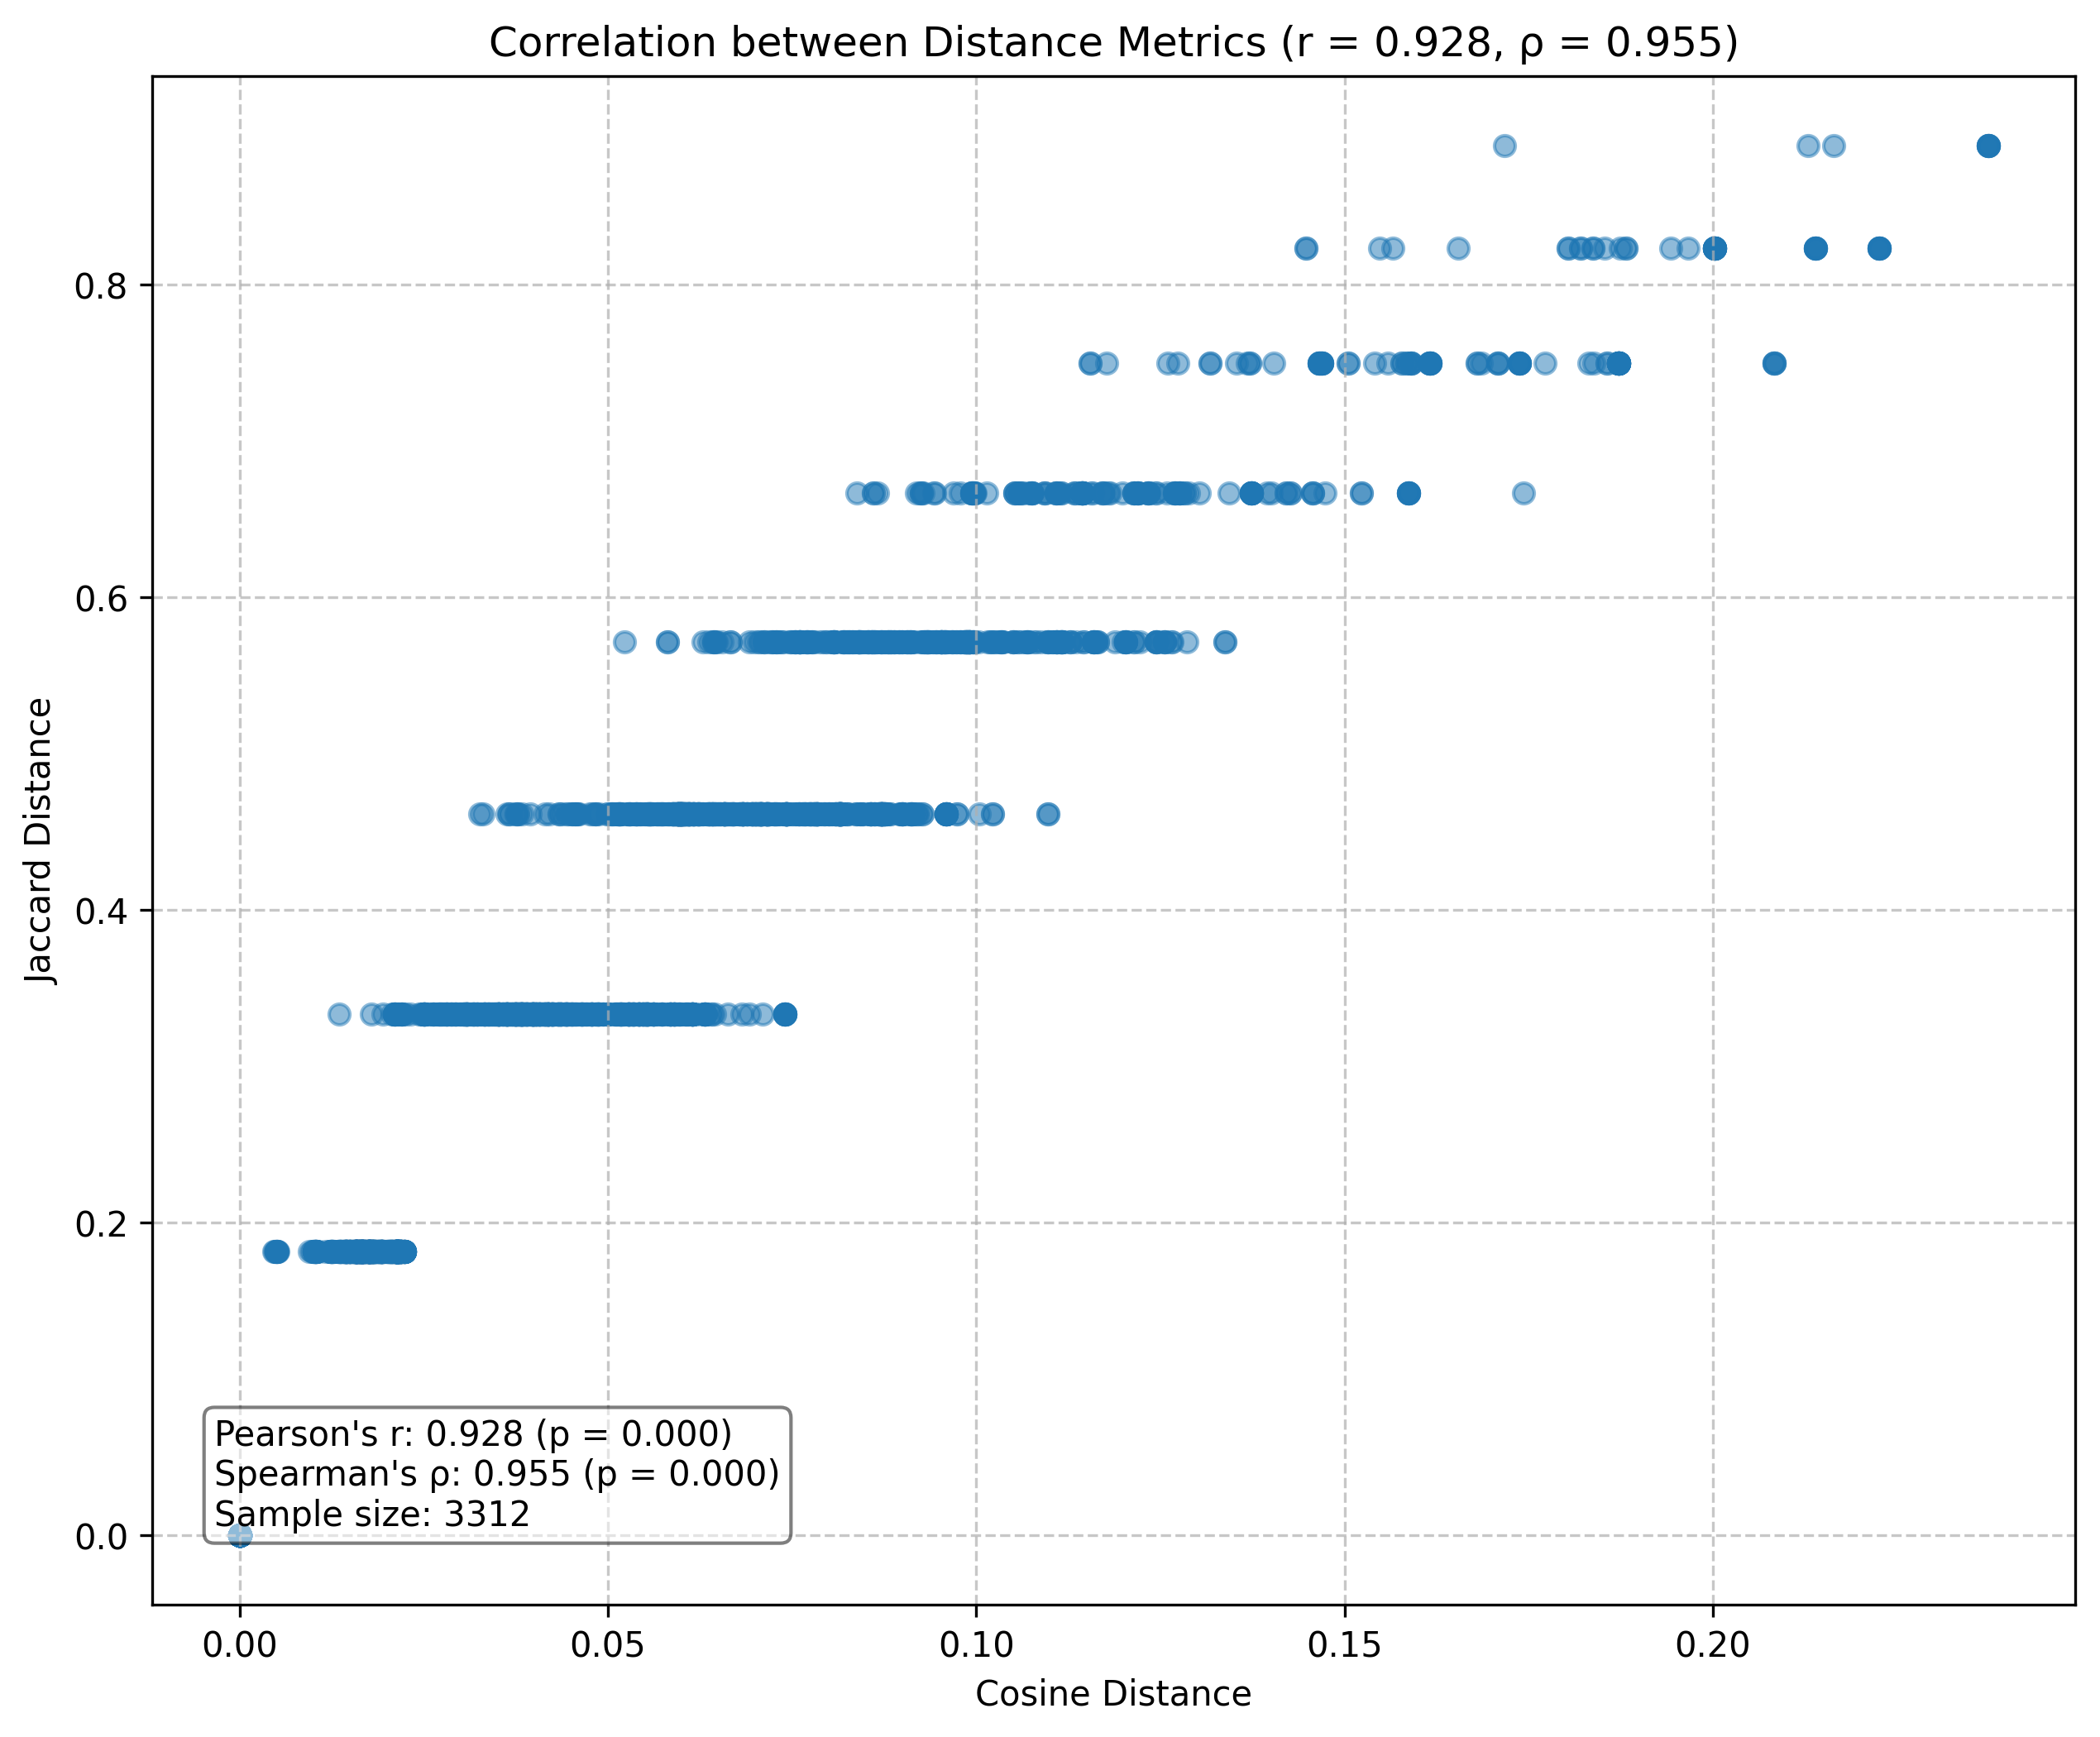 Correlation between Distance Metrics (r = 0.928, ρ = 0.955)
Jaccard Distance
0.8
0.6
0.4
0.2
0.0
Pearson's r: 0.928 (p = 0.000)
Spearman's ρ: 0.955 (p = 0.000)
Sample size: 3312
0.00 0.05 0.10 0.15 0.20
Cosine Distance